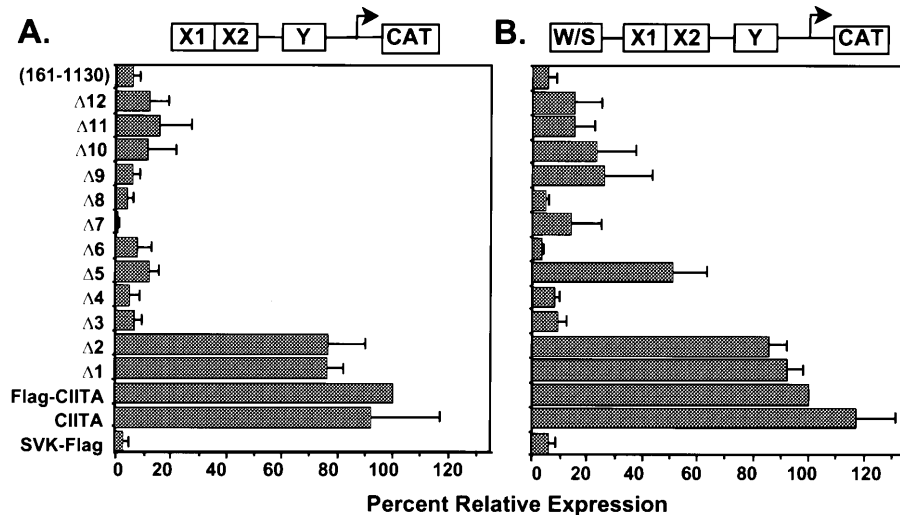 A.
X1 X2 Y CAT
B.
W/S X1 X2 Y CAT
(161-1130)
Δ12
Δ11
Δ10
Δ9
Δ8
Δ7
Δ6
Δ5
Δ4
Δ3
Δ2
Δ1
Flag-CIITA
CIITA
SVK-Flag
0 20 40 60 80 100 120
0 20 40 60 80 100 120
Percent Relative Expression